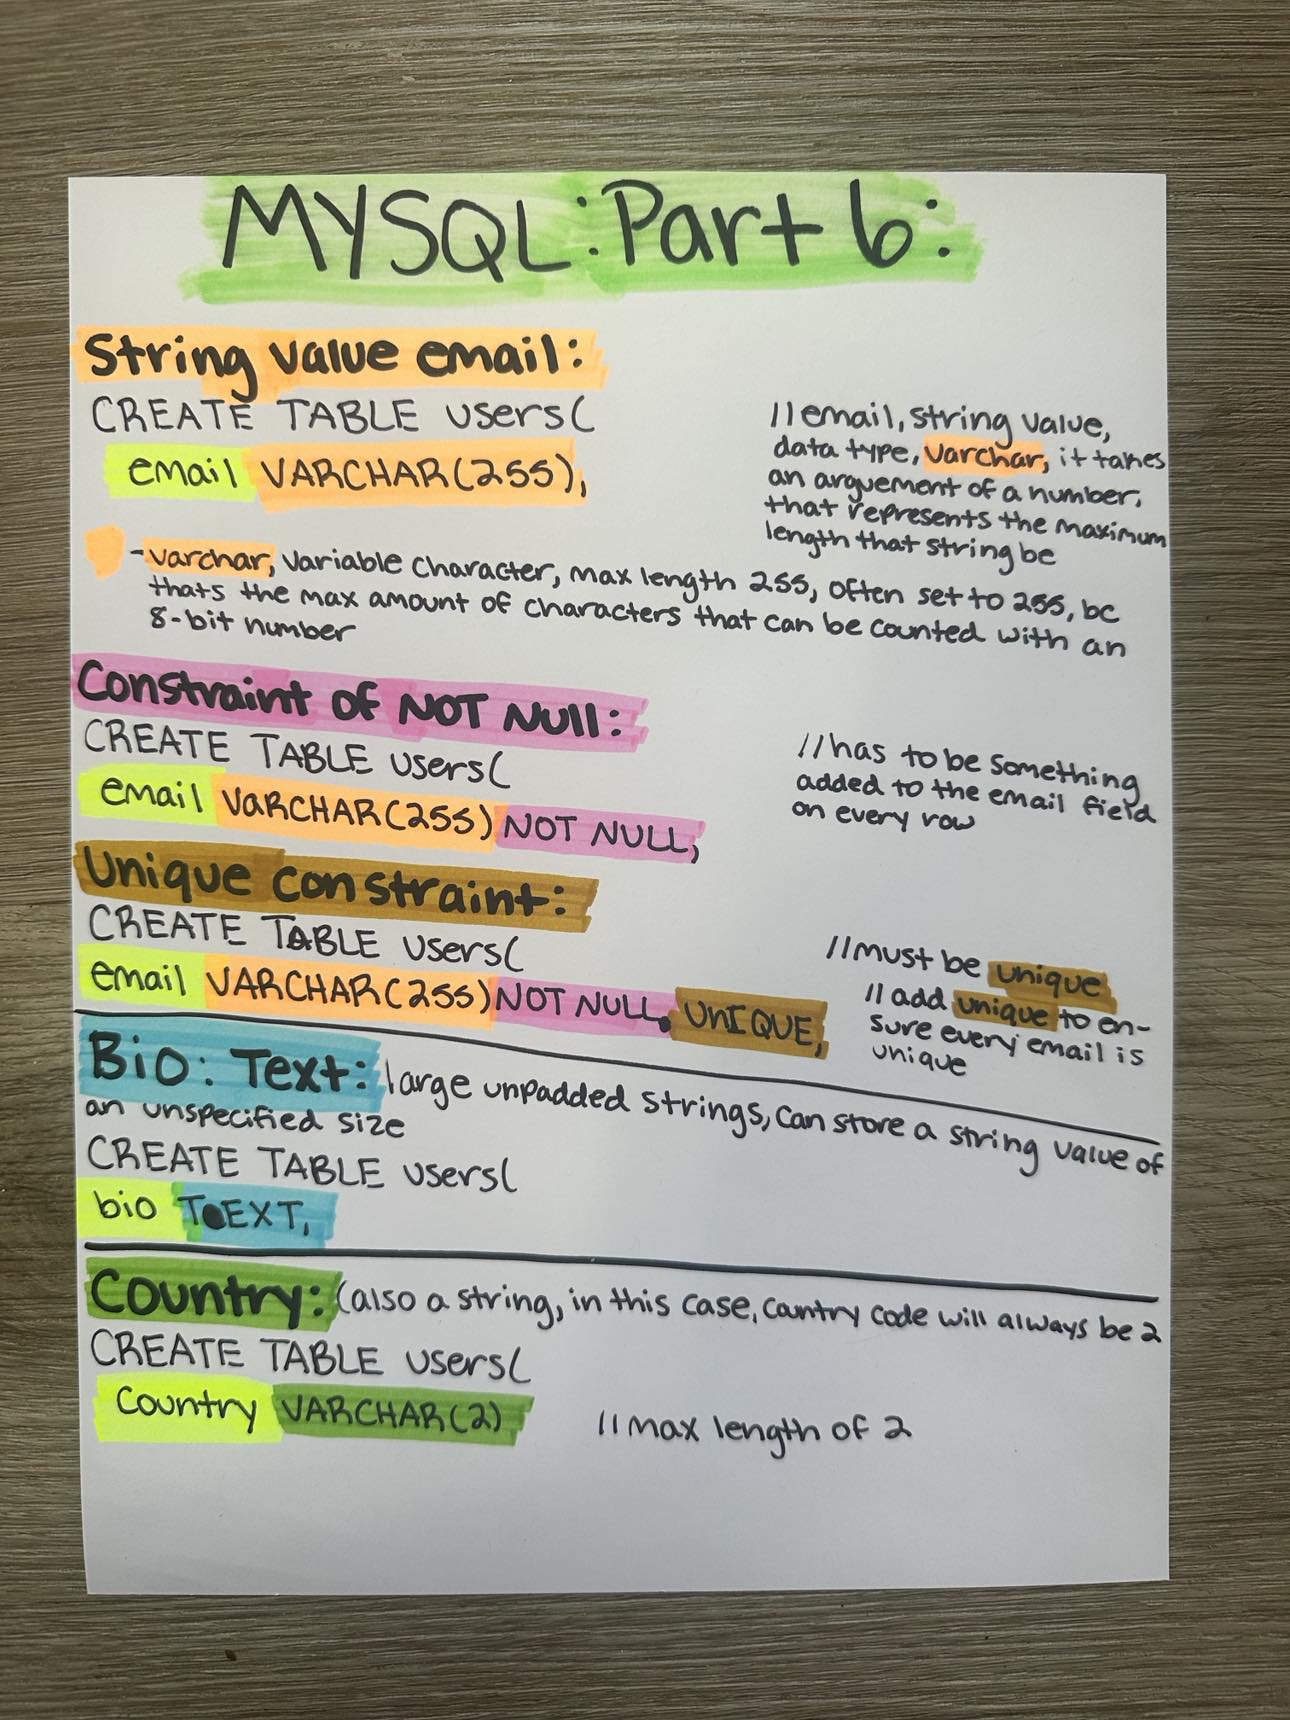 MYSQL: Part 6:
String value email:
CREATE TABLE users(
email VARCHAR(255),
//email, string value,
data type, varchar, it takes
an arguement of a number,
that represents the maximum
length that string be
- varchar, variable character, max length 255, often set to 255, bc
thats the max amount of characters that can be counted with an
8-bit number
Constraint of NOT NUll:
CREATE TABLE users(
email VARCHAR(255) NOT NULL,
//has to be something
added to the email field
on every row
Unique constraint:
CREATE TABLE users(
email VARCHAR(255) NOT NULL UNIQUE,
//must be unique
//add unique to en-
sure every email is
unique
Bio: Text: large unpadded strings, can store a string value of
an unspecified size
CREATE TABLE users(
bio TEXT,
Country: (also a string, in this case, country code will always be 2
CREATE TABLE users(
Country VARCHAR(2)
//max length of 2